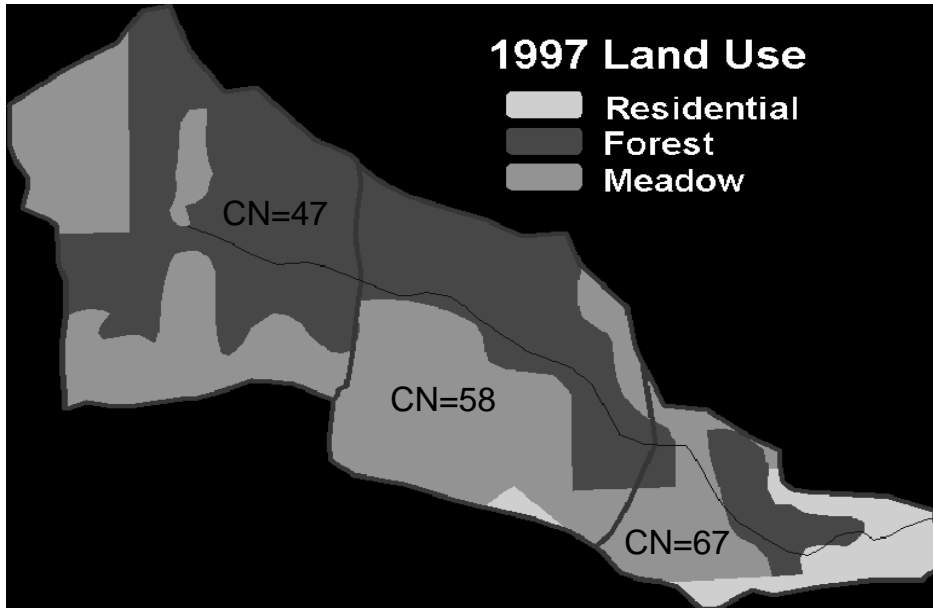 1997 Land Use
Residential
Forest
Meadow
CN=47
CN=58
CN=67